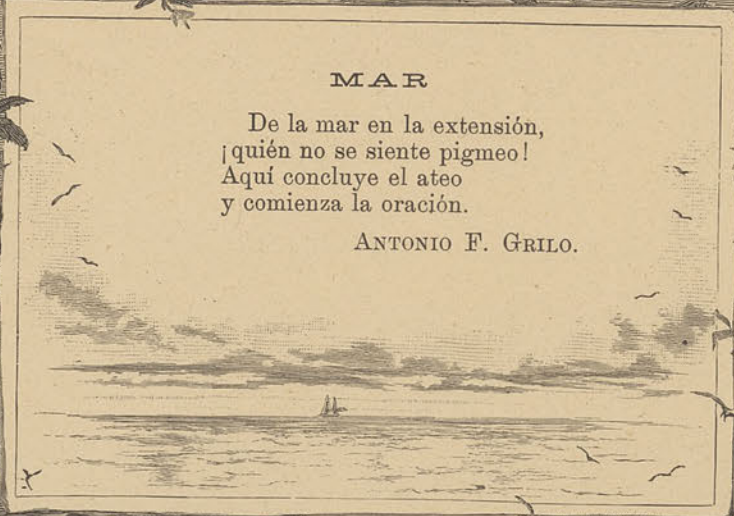 MAR
De la mar en la extensión,
¡quién no se siente pigmeo!
Aquí concluye el ateo
y comienza la oración.
ANTONIO F. GRILO.